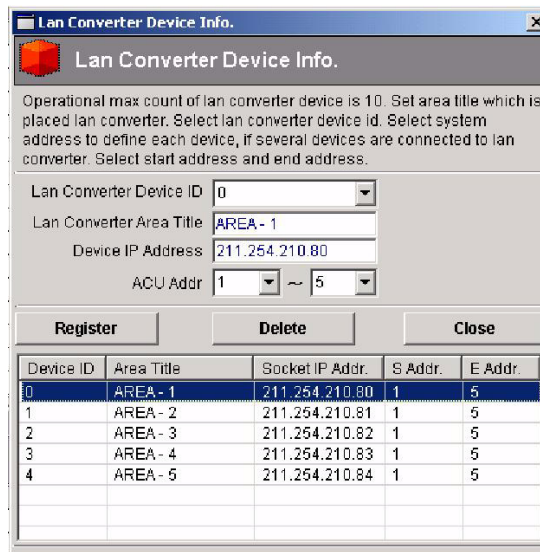 Lan Converter Device Info.
Lan Converter Device Info.
Operational max count of lan converter device is 10. Set area title which is
placed lan converter. Select lan converter device id. Select system
address to define each device, if several devices are connected to lan
converter. Select start address and end address.
Lan Converter Device ID 0
Lan Converter Area Title AREA - 1
Device IP Address 211.254.210.80
ACU Addr 1 ~ 5
Register Delete Close
Device ID Area Title Socket IP Addr. S Addr. E Addr.
0 AREA - 1 211.254.210.80 1 5
1 AREA - 2 211.254.210.81 1 5
2 AREA - 3 211.254.210.82 1 5
3 AREA - 4 211.254.210.83 1 5
4 AREA - 5 211.254.210.84 1 5